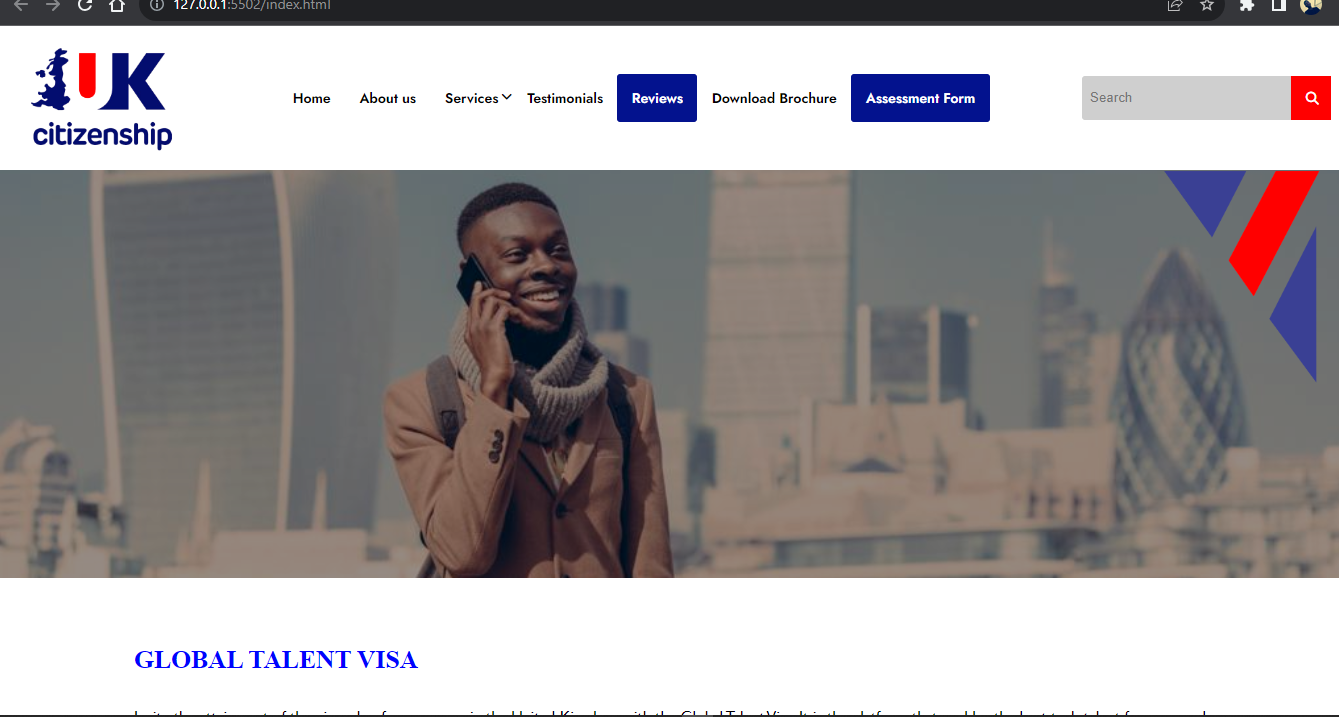 127.0.0.1:5502/index.html
UK
citizenship
Home About us Services Testimonials Reviews Download Brochure Assessment Form Search
GLOBAL TALENT VISA